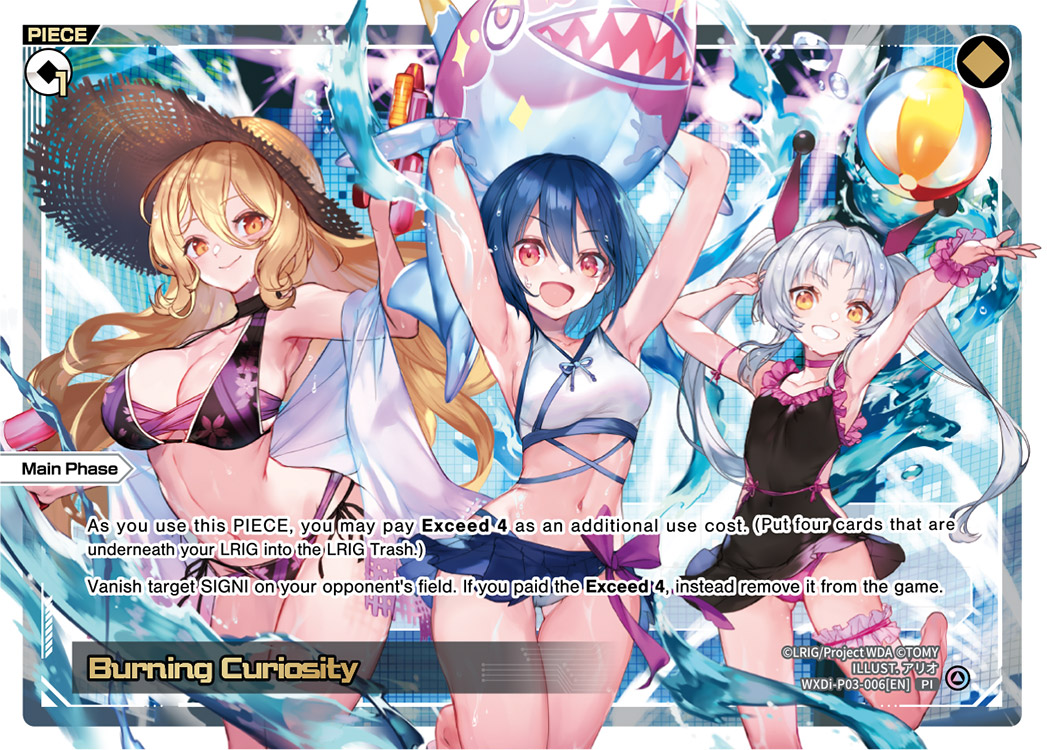 PIECE
1
Main Phase
As you use this PIECE, you may pay Exceed 4 as an additional use cost. (Put four cards that are
underneath your LRIG into the LRIG Trash.)
Vanish target SIGNI on your opponent's field. If you paid the Exceed 4, instead remove it from the game.
Burning Curiosity
©LRIG/Project WDA ©TOMY
ILLUST. アリオ
WXDi-P03-006[EN] PI